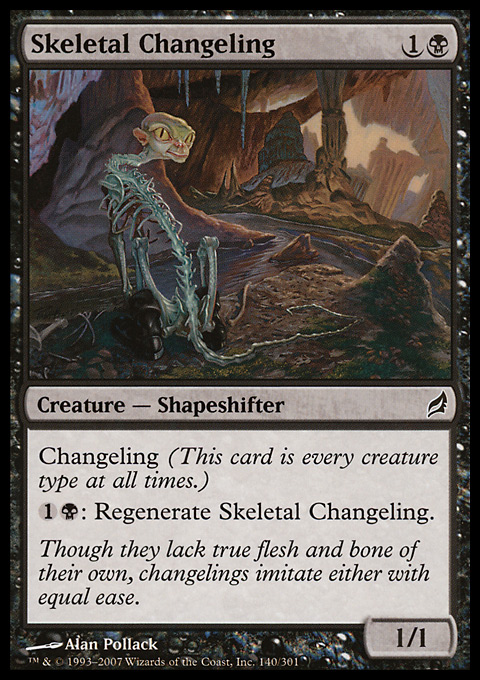 Skeletal Changeling 1
Creature — Shapeshifter
Changeling (This card is every creature
type at all times.)
1 : Regenerate Skeletal Changeling.
Though they lack true flesh and bone of
their own, changelings imitate either with
equal ease.
Alan Pollack
1/1
™ & © 1993–2007 Wizards of the Coast, Inc. 140/301